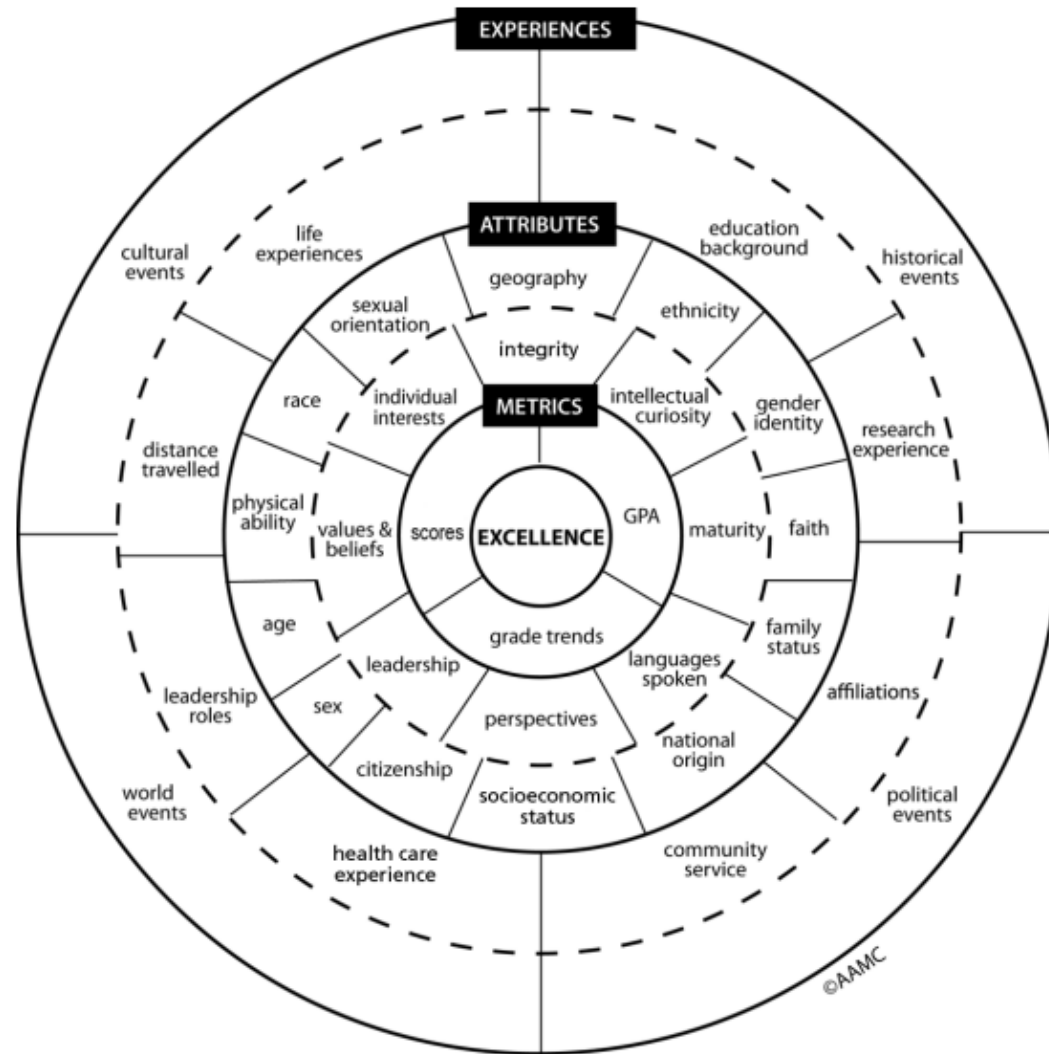 EXPERIENCES
cultural
events
life
experiences
education
background
historical
events
distance
travelled
research
experience
leadership
roles
affiliations
world
events
health care
experience
community
service
political
events
ATTRIBUTES
geography
sexual
orientation
ethnicity
race
gender
identity
physical
ability
faith
age
family
status
sex
national
origin
citizenship
socioeconomic
status
integrity
individual
interests
intellectual
curiosity
values &
beliefs
maturity
leadership
languages
spoken
perspectives
METRICS
scores
GPA
grade trends
EXCELLENCE
©AAMC